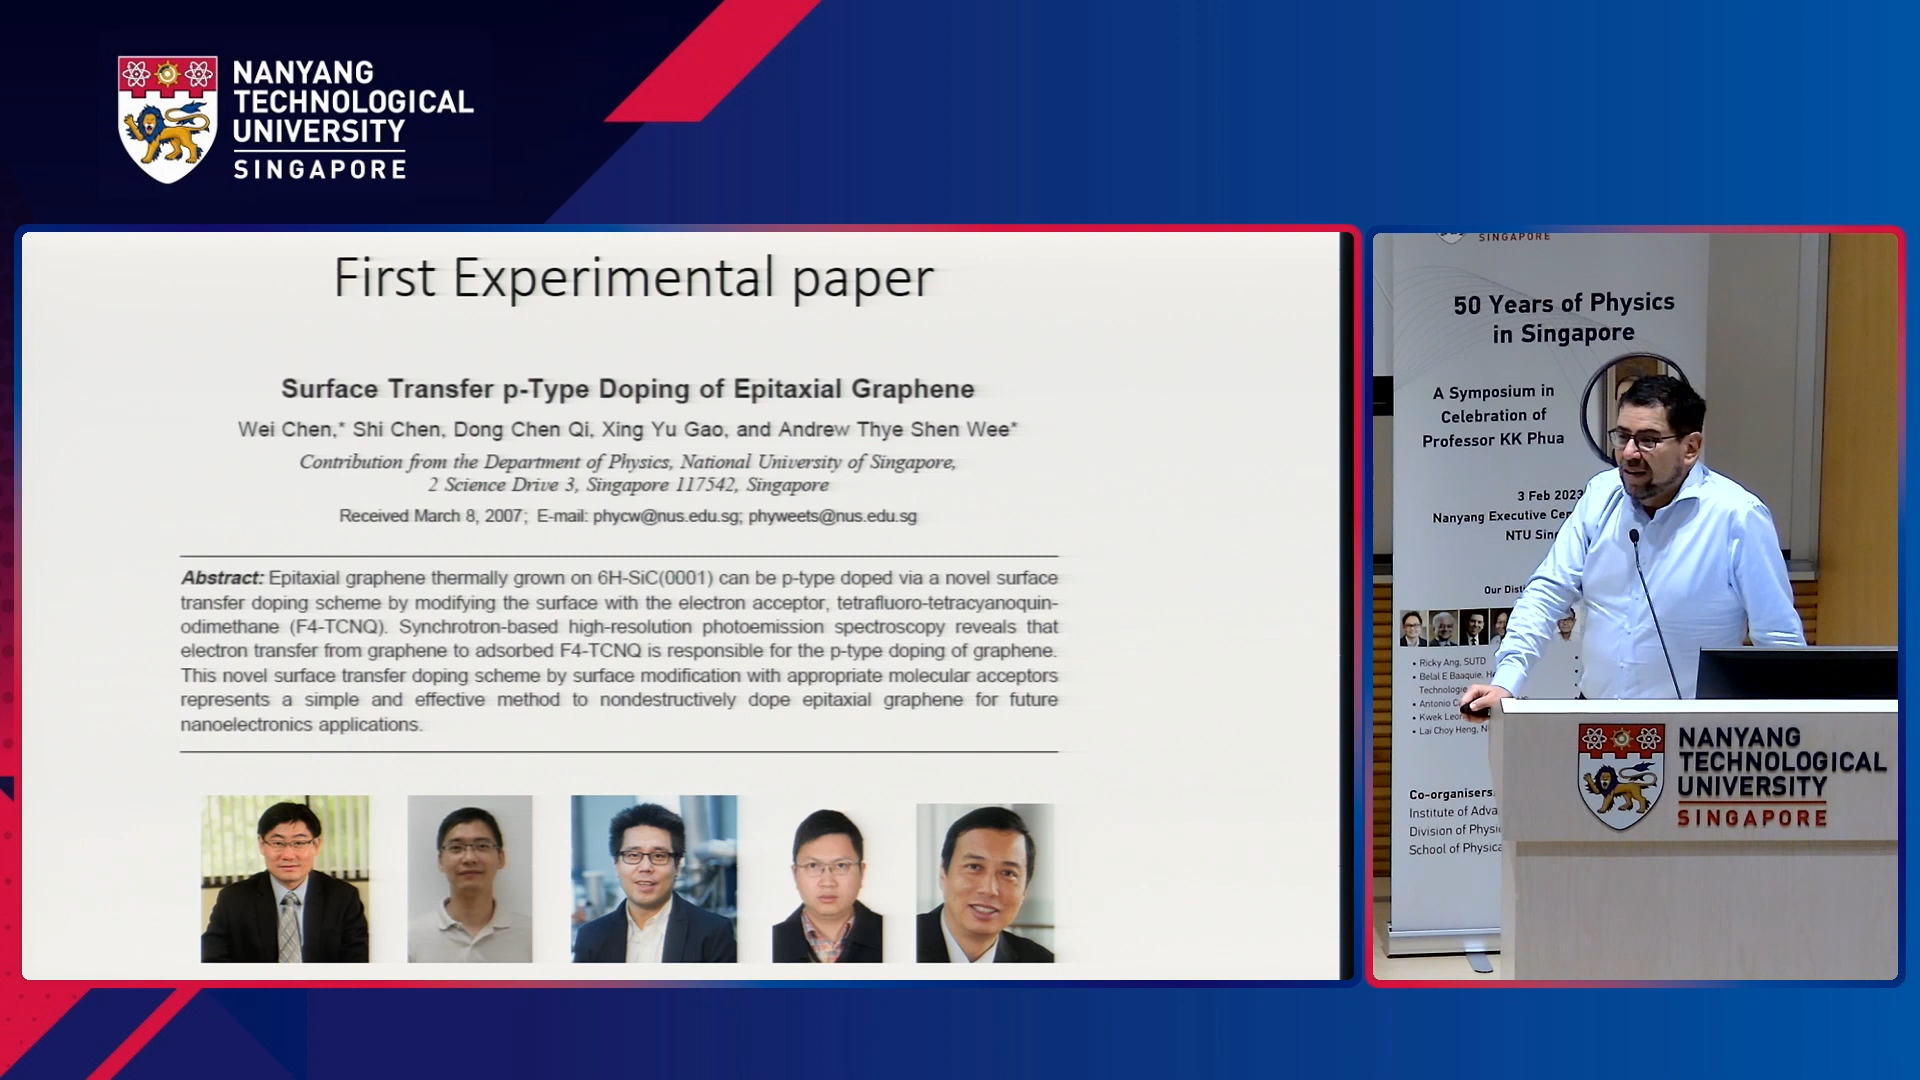 NANYANG
TECHNOLOGICAL
UNIVERSITY
SINGAPORE
First Experimental paper
Surface Transfer p-Type Doping of Epitaxial Graphene
Wei Chen,* Shi Chen, Dong Chen Qi, Xing Yu Gao, and Andrew Thye Shen Wee*
Contribution from the Department of Physics, National University of Singapore,
2 Science Drive 3, Singapore 117542, Singapore
Received March 8, 2007; E-mail: phycw@nus.edu.sg; phyweets@nus.edu.sg
Abstract: Epitaxial graphene thermally grown on 6H-SiC(0001) can be p-type doped via a novel surface
transfer doping scheme by modifying the surface with the electron acceptor, tetrafluoro-tetracyanoquin-
odimethane (F4-TCNQ). Synchrotron-based high-resolution photoemission spectroscopy reveals that
electron transfer from graphene to adsorbed F4-TCNQ is responsible for the p-type doping of graphene.
This novel surface transfer doping scheme by surface modification with appropriate molecular acceptors
represents a simple and effective method to nondestructively dope epitaxial graphene for future
nanoelectronics applications.
SINGAPORE
50 Years of Physics
in Singapore
A Symposium in
Celebration of
Professor KK Phua
3 Feb 2023
Nanyang Executive
NTU
Our
• Ricky Ang, SUTD
• Belal E Baaquie,
Technologie
• Antonio
• Kwek
• Lai Choy Heng,
Co-organisers
Institute of
Division of
School of
NANYANG
TECHNOLOGICAL
UNIVERSITY
SINGAPORE